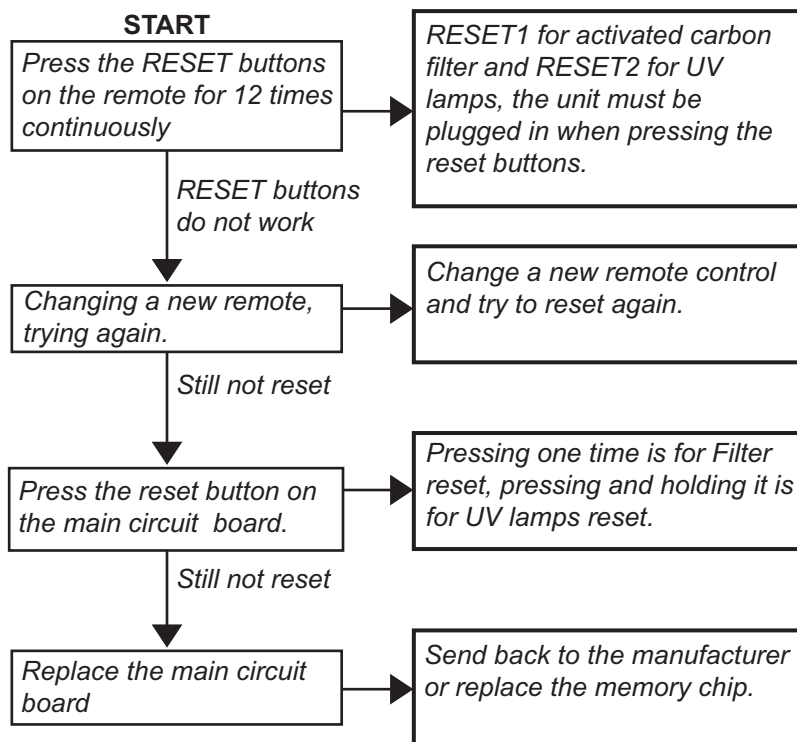 START
Press the RESET buttons
on the remote for 12 times
continuously
RESET1 for activated carbon
filter and RESET2 for UV
lamps, the unit must be
plugged in when pressing the
reset buttons.
RESET buttons
do not work
Changing a new remote,
trying again.
Change a new remote control
and try to reset again.
Still not reset
Press the reset button on
the main circuit board.
Pressing one time is for Filter
reset, pressing and holding it is
for UV lamps reset.
Still not reset
Replace the main circuit
board
Send back to the manufacturer
or replace the memory chip.